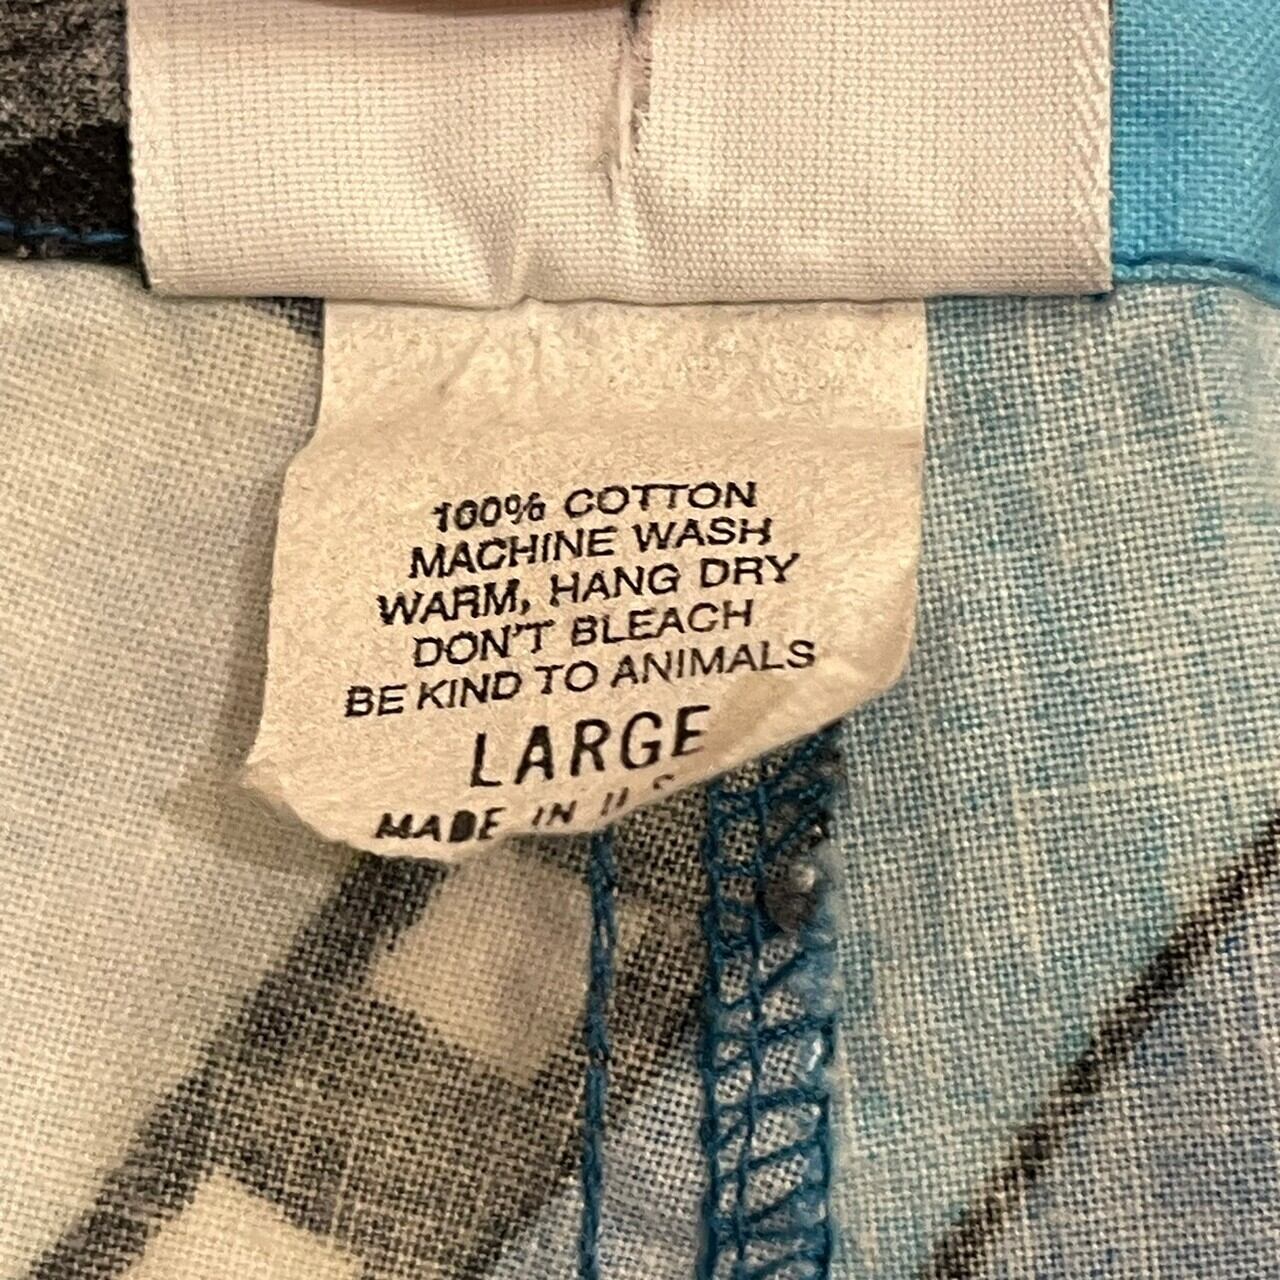 100% COTTON
MACHINE WASH
WARM, HANG DRY
DON'T BLEACH
BE KIND TO ANIMALS
LARGE
MADE IN U.S